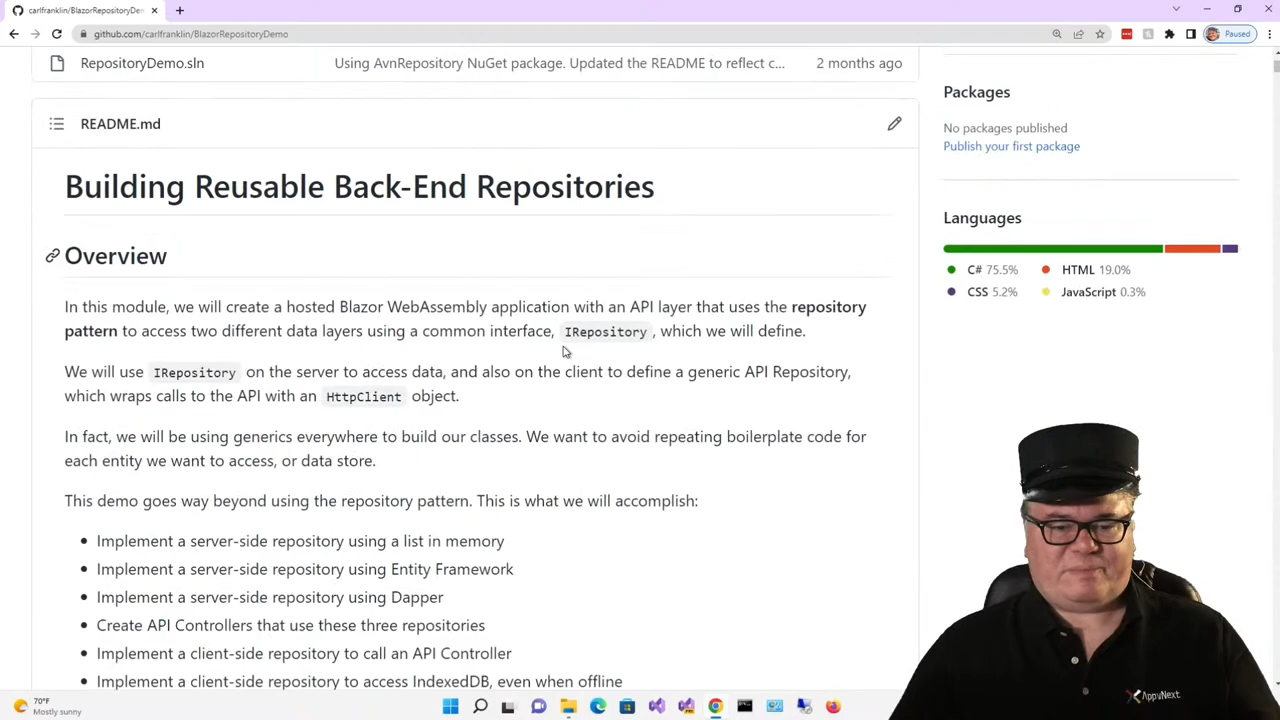 carlfranklin/BlazorRepositoryDem
github.com/carlfranklin/BlazorRepositoryDemo
Paused
RepositoryDemo.sln
Using AvnRepository NuGet package. Updated the README to reflect c...
2 months ago
README.md
Building Reusable Back-End Repositories
Overview
In this module, we will create a hosted Blazor WebAssembly application with an API layer that uses the repository
pattern to access two different data layers using a common interface, IRepository, which we will define.
We will use IRepository on the server to access data, and also on the client to define a generic API Repository,
which wraps calls to the API with an HttpClient object.
In fact, we will be using generics everywhere to build our classes. We want to avoid repeating boilerplate code for
each entity we want to access, or data store.
This demo goes way beyond using the repository pattern. This is what we will accomplish:
• Implement a server-side repository using a list in memory
• Implement a server-side repository using Entity Framework
• Implement a server-side repository using Dapper
• Create API Controllers that use these three repositories
• Implement a client-side repository to call an API Controller
• Implement a client-side repository to access IndexedDB, even when offline
Packages
No packages published
Publish your first package
Languages
C# 75.5%
HTML 19.0%
CSS 5.2%
JavaScript 0.3%
AppvNext
70°F
Mostly sunny